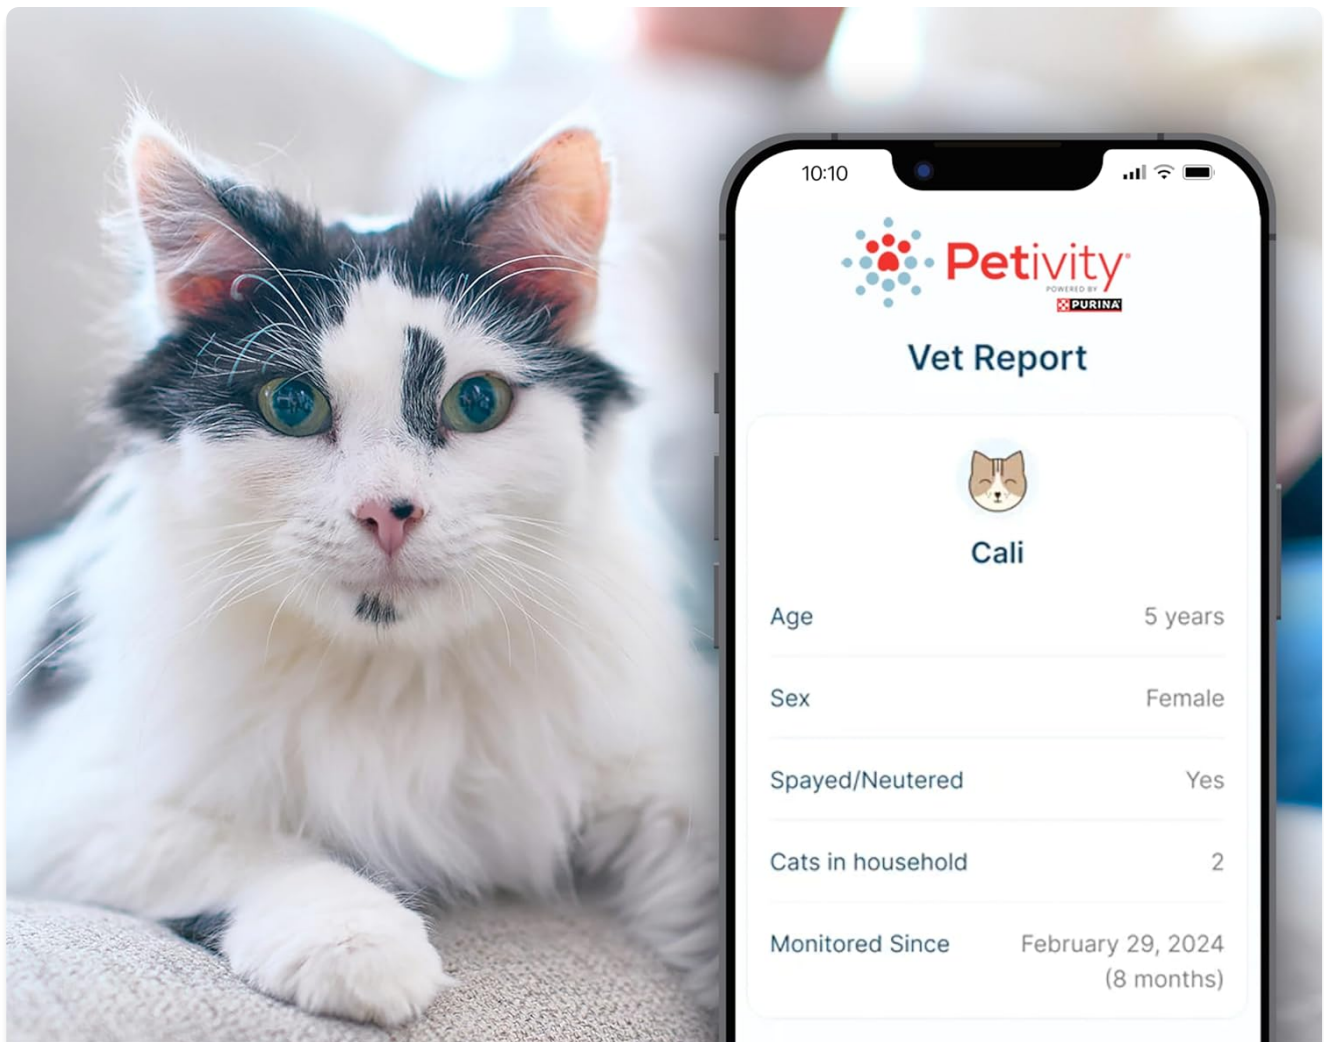 10:10
Petivity
POWERED BY
PURINA
Vet Report
Cali
Age 5 years
Sex Female
Spayed/Neutered Yes
Cats in household 2
Monitored Since February 29, 2024
(8 months)